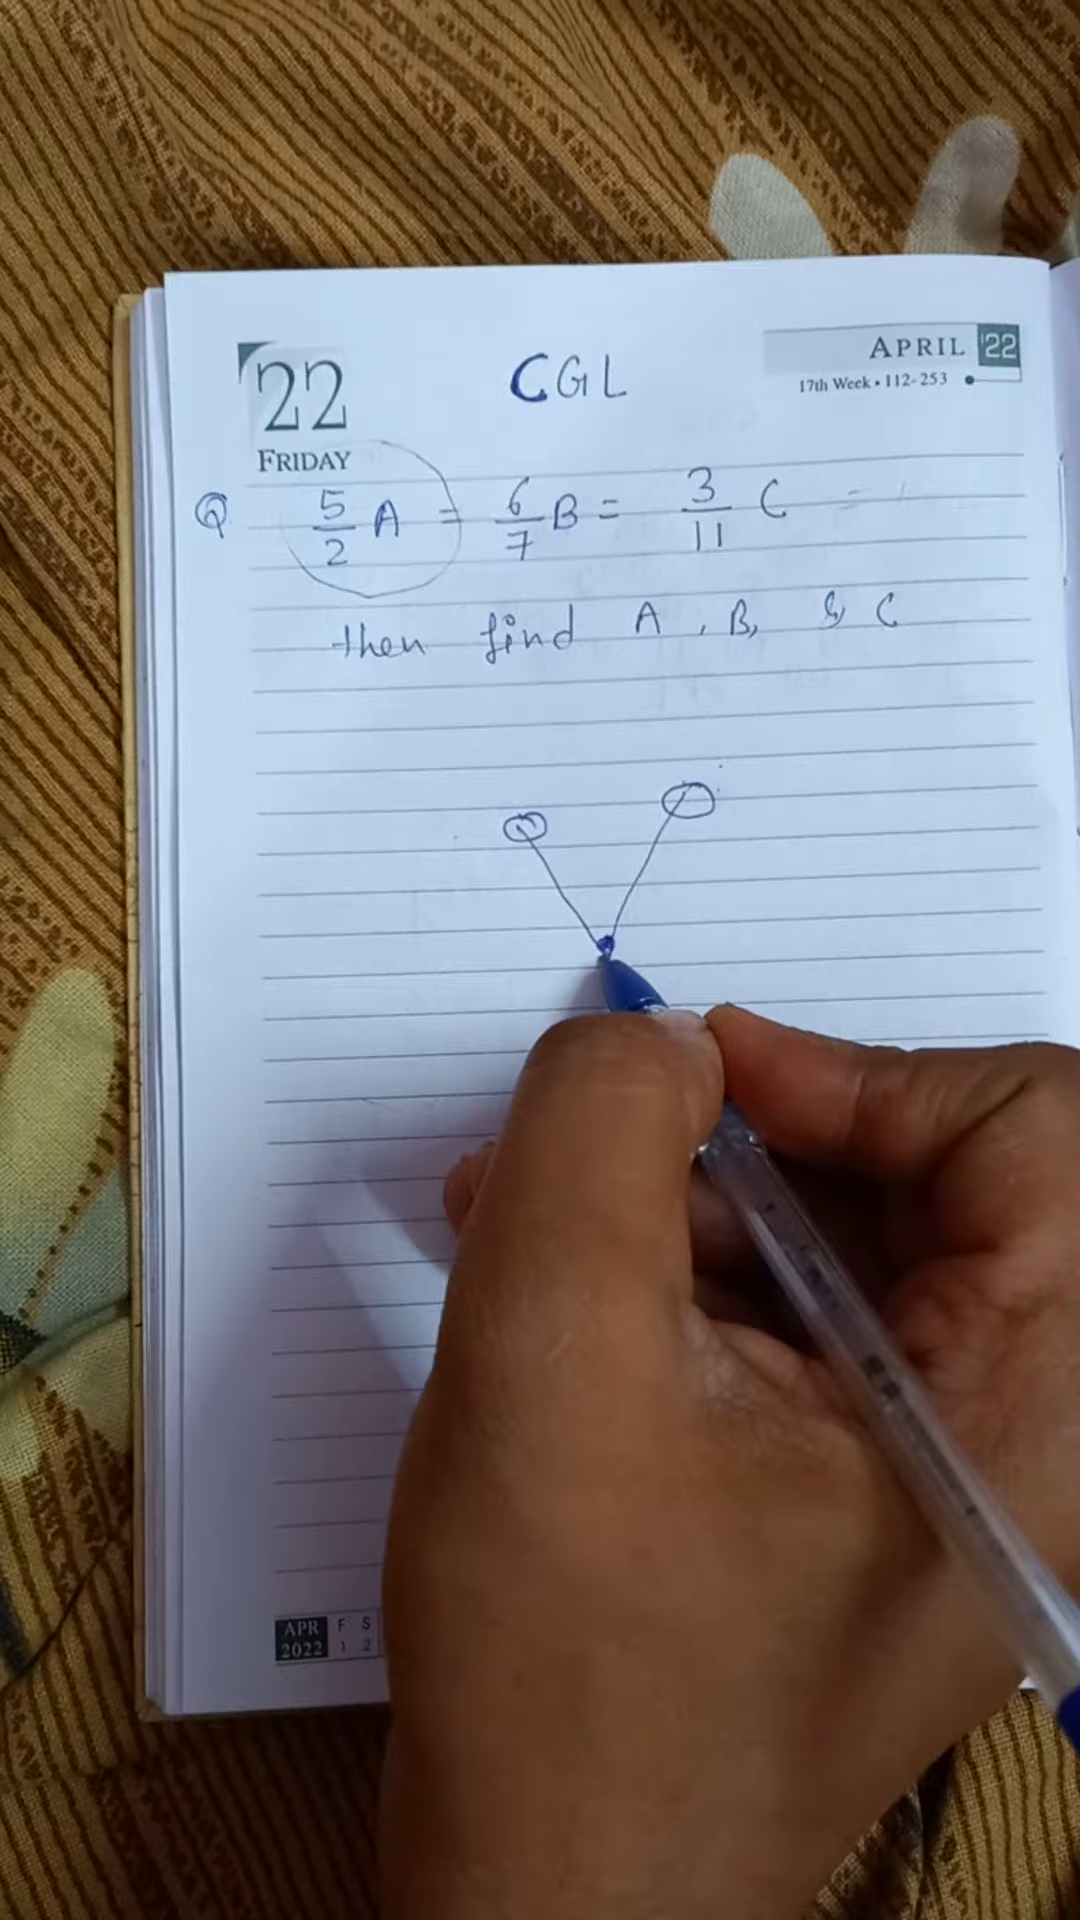 22
FRIDAY
CGL
APRIL '22
17th Week • 112-253
Q 5/2 A = 6/7 B = 3/11 C =
then find A, B, & C
APR 2022 F S
1 2